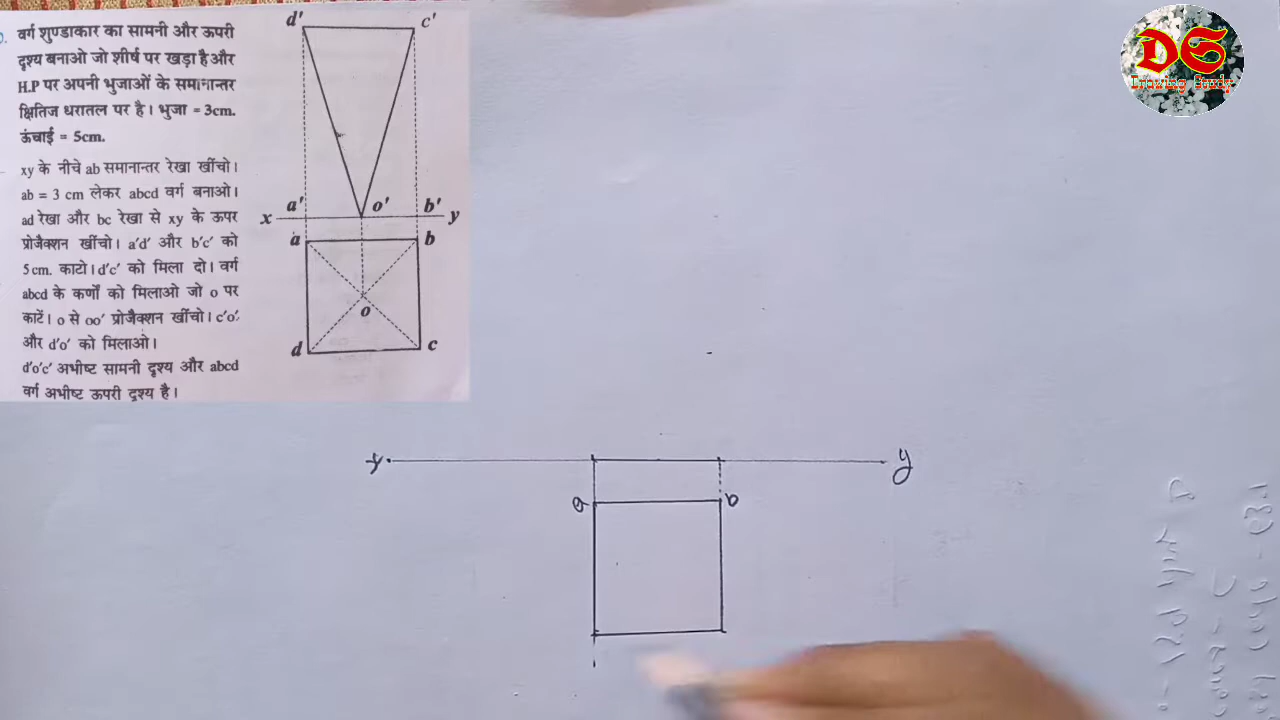 वर्ग शुण्डाकार का सामनी और ऊपरी
दृश्य बनाओ जो शीर्ष पर खड़ा है और
H.P पर अपनी भुजाओं के समानान्तर
क्षितिज धरातल पर है। भुजा = 3cm.
ऊंचाई = 5cm.
xy के नीचे ab समानान्तर रेखा खींचो।
ab = 3 cm लेकर abcd वर्ग बनाओ।
ad रेखा और bc रेखा से xy के ऊपर
प्रोजैक्शन खींचो। a'd' और b'c' को
5cm. काटो। d'c' को मिला दो। वर्ग
abcd के कर्णों को मिलाओ जो o पर
काटें। o से oo' प्रोजैक्शन खींचो। c'o'
और d'o' को मिलाओ।
d'o'c' अभीष्ट सामनी दृश्य और abcd
वर्ग अभीष्ट ऊपरी दृश्य है।
d' c'
a' o' b'
x y
a b
o
d c
DS
Drawing Study
x y
a b